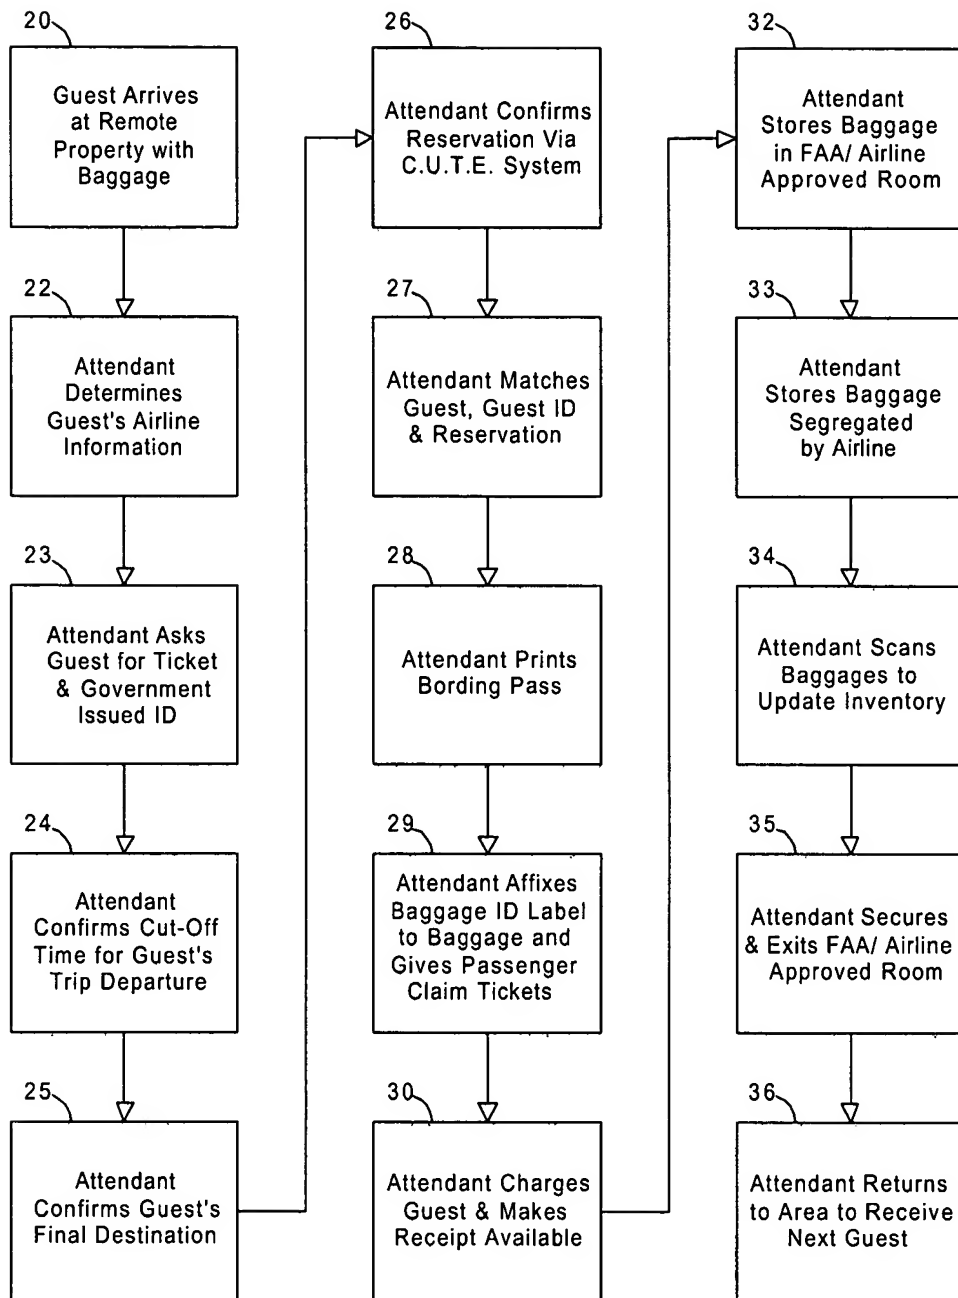 20
Guest Arrives
at Remote
Property with
Baggage
22
Attendant
Determines
Guest's Airline
Information
23
Attendant Asks
Guest for Ticket
& Government
Issued ID
24
Attendant
Confirms Cut-Off
Time for Guest's
Trip Departure
25
Attendant
Confirms Guest's
Final Destination
26
Attendant Confirms
Reservation Via
C.U.T.E. System
27
Attendant Matches
Guest, Guest ID
& Reservation
28
Attendant Prints
Bording Pass
29
Attendant Affixes
Baggage ID Label
to Baggage and
Gives Passenger
Claim Tickets
30
Attendant Charges
Guest & Makes
Receipt Available
32
Attendant
Stores Baggage
in FAA/ Airline
Approved Room
33
Attendant
Stores Baggage
Segregated
by Airline
34
Attendant Scans
Baggages to
Update Inventory
35
Attendant Secures
& Exits FAA/ Airline
Approved Room
36
Attendant Returns
to Area to Receive
Next Guest